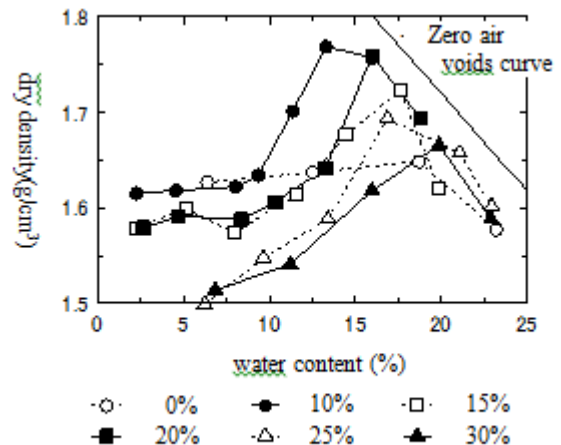 1.8
Zero air
voids curve
1.7
dry density(g/cm³)
1.6
1.5
0 5 10 15 20 25
water content (%)
0% 10% 15%
20% 25% 30%